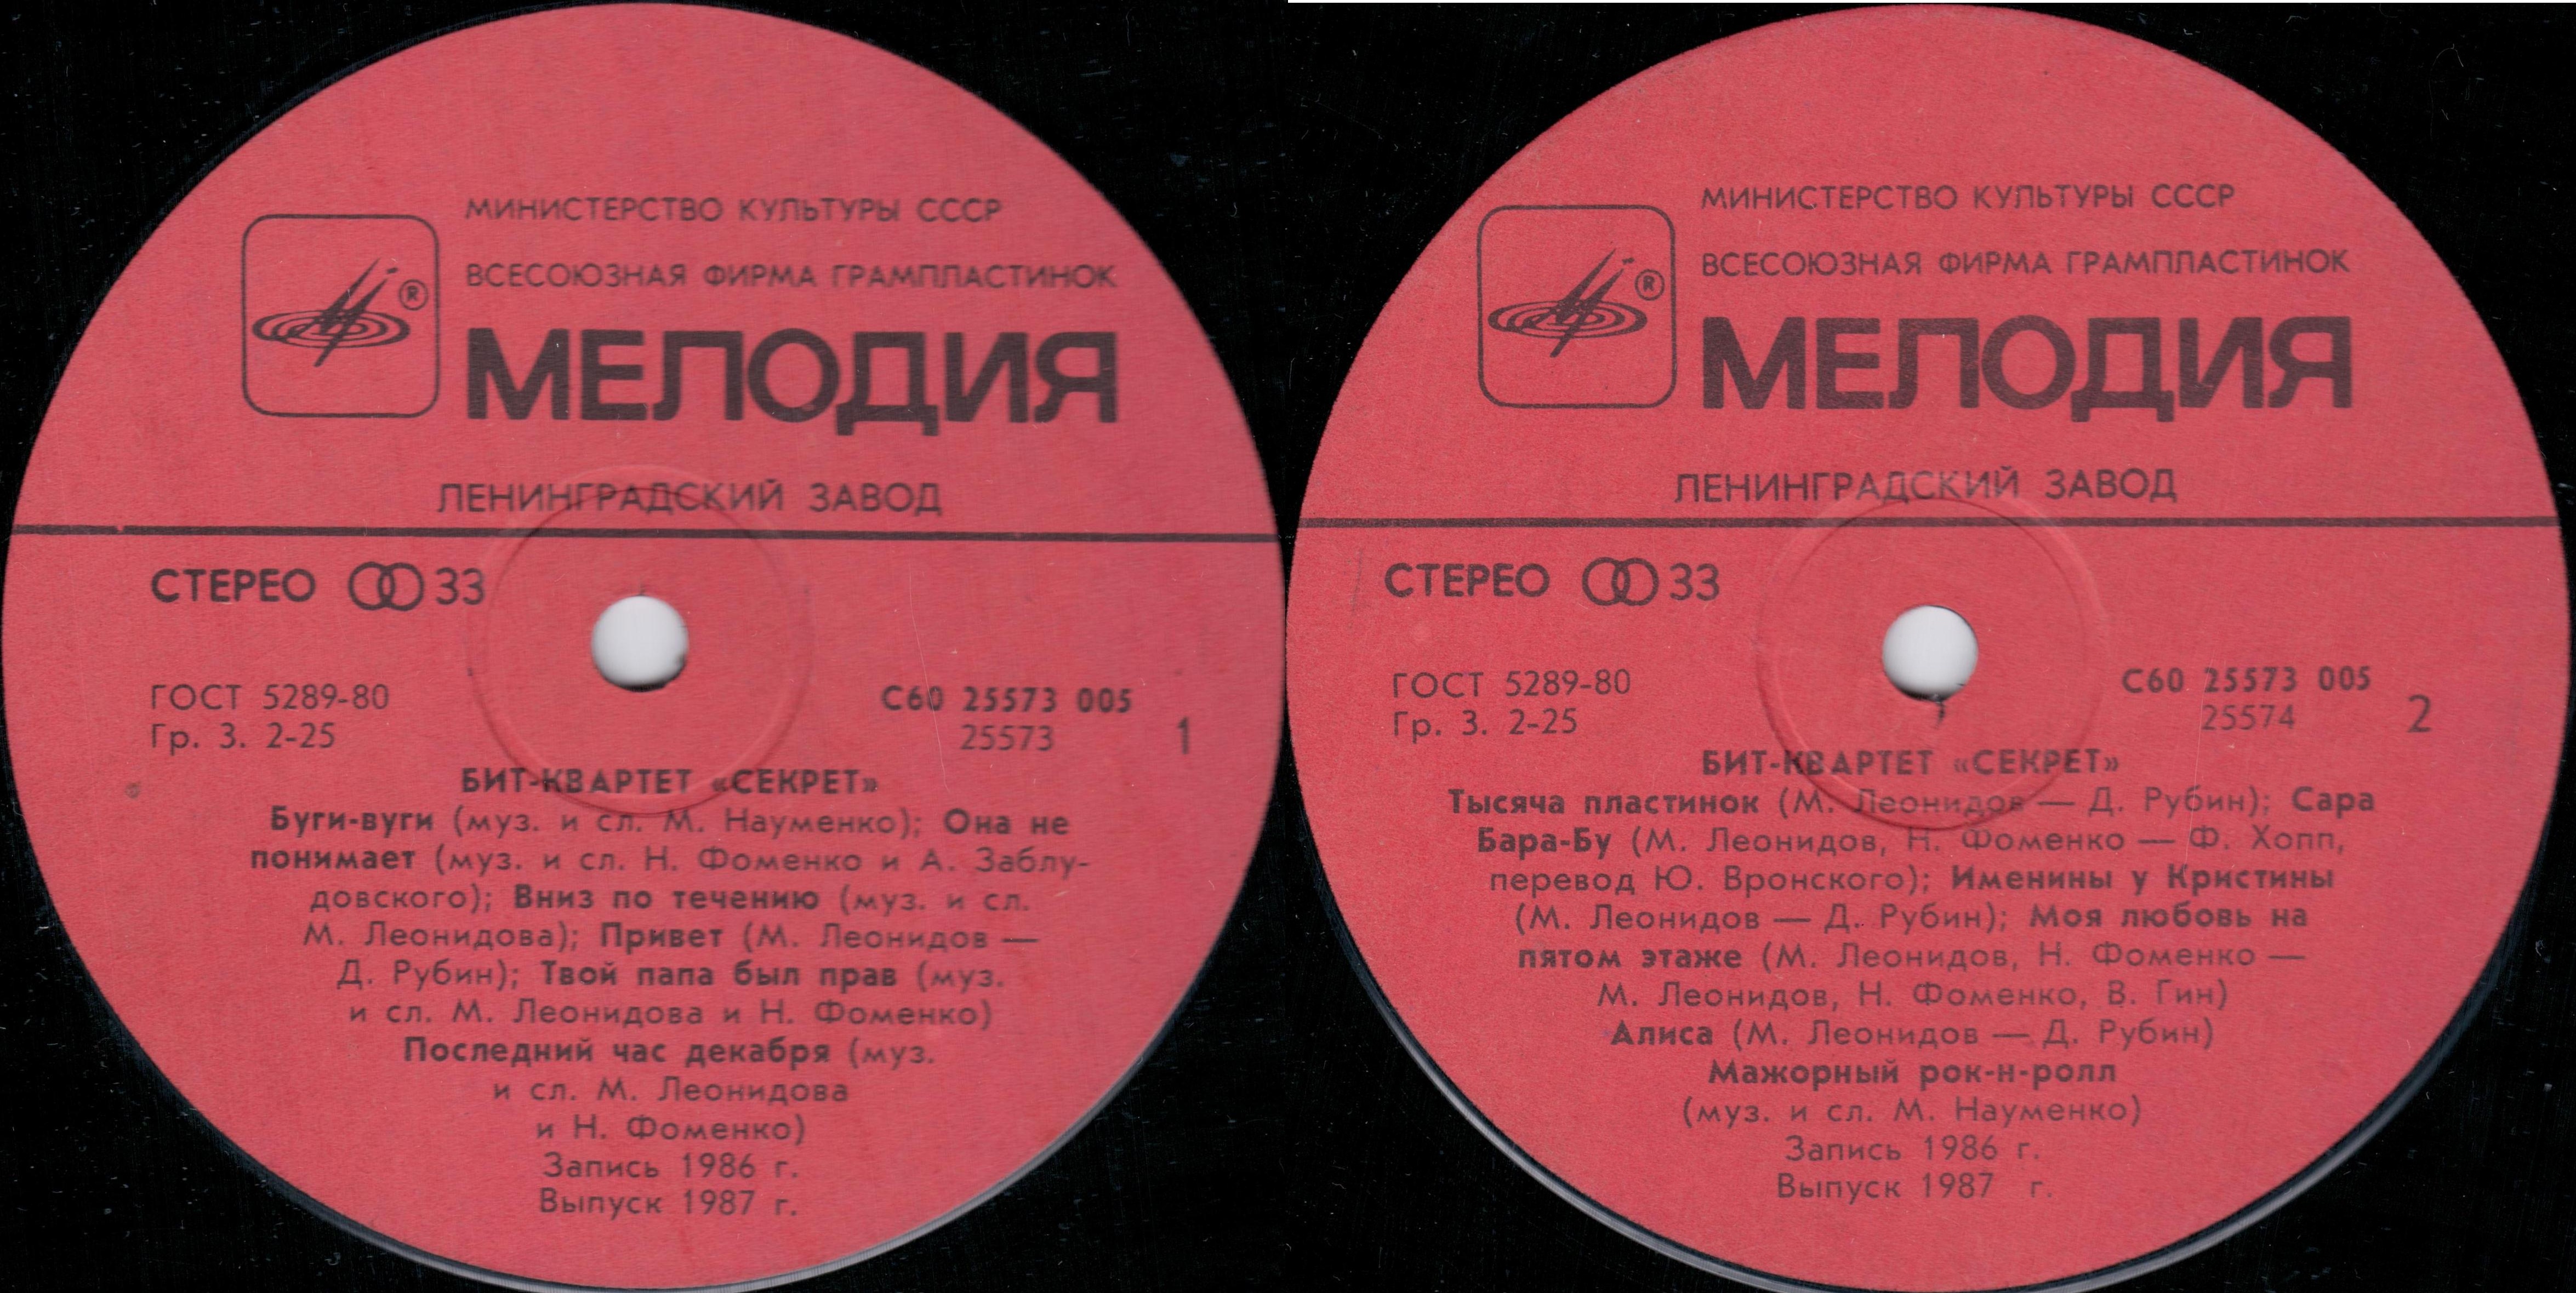 МИНИСТЕРСТВО КУЛЬТУРЫ СССР
ВСЕСОЮЗНАЯ ФИРМА ГРАМПЛАСТИНОК
®
МЕЛОДИЯ
ЛЕНИНГРАДСКИЙ ЗАВОД
СТЕРЕО 33
ГОСТ 5289-80
Гр. 3. 2-25
С60 25573 005
25573
1
БИТ-КВАРТЕТ «СЕКРЕТ»
Буги-вуги (муз. и сл. М. Науменко); Она не
понимает (муз. и сл. Н. Фоменко и А. Заблу-
довского); Вниз по течению (муз. и сл.
М. Леонидова); Привет (М. Леонидов —
Д. Рубин); Твой папа был прав (муз.
и сл. М. Леонидова и Н. Фоменко)
Последний час декабря (муз.
и сл. М. Леонидова
и Н. Фоменко)
Запись 1986 г.
Выпуск 1987 г.
МИНИСТЕРСТВО КУЛЬТУРЫ СССР
ВСЕСОЮЗНАЯ ФИРМА ГРАМПЛАСТИНОК
®
МЕЛОДИЯ
ЛЕНИНГРАДСКИЙ ЗАВОД
СТЕРЕО 33
ГОСТ 5289-80
Гр. 3. 2-25
С60 25573 005
25574
2
БИТ-КВАРТЕТ «СЕКРЕТ»
Тысяча пластинок (М. Леонидов — Д. Рубин); Сара
Бара-Бу (М. Леонидов, Н. Фоменко — Ф. Хопп,
перевод Ю. Вронского); Именины у Кристины
(М. Леонидов — Д. Рубин); Моя любовь на
пятом этаже (М. Леонидов, Н. Фоменко —
М. Леонидов, Н. Фоменко, В. Гин)
Алиса (М. Леонидов — Д. Рубин)
Мажорный рок-н-ролл
(муз. и сл. М. Науменко)
Запись 1986 г.
Выпуск 1987 г.